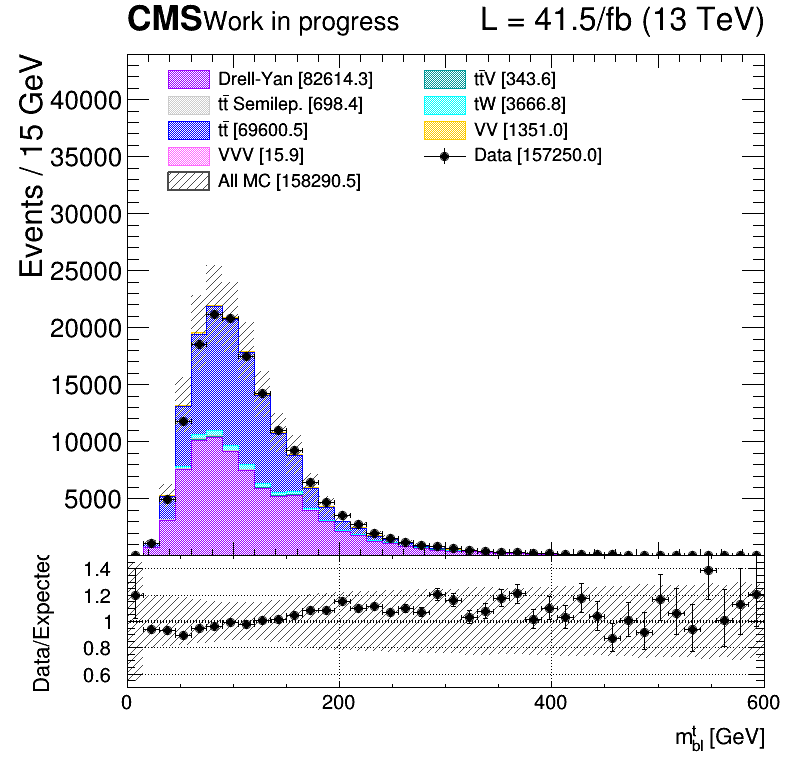 CMS Work in progress L = 41.5/fb (13 TeV)
Events / 15 GeV
Drell-Yan [82614.3]
tt̄ Semilep. [698.4]
tt̄ [69600.5]
VVV [15.9]
All MC [158290.5]
tt̄V [343.6]
tW [3666.8]
VV [1351.0]
Data [157250.0]
40000
35000
30000
25000
20000
15000
10000
5000
Data/Expected
1.4
1.2
1
0.8
0.6
0 200 400 600
m^t_bl [GeV]